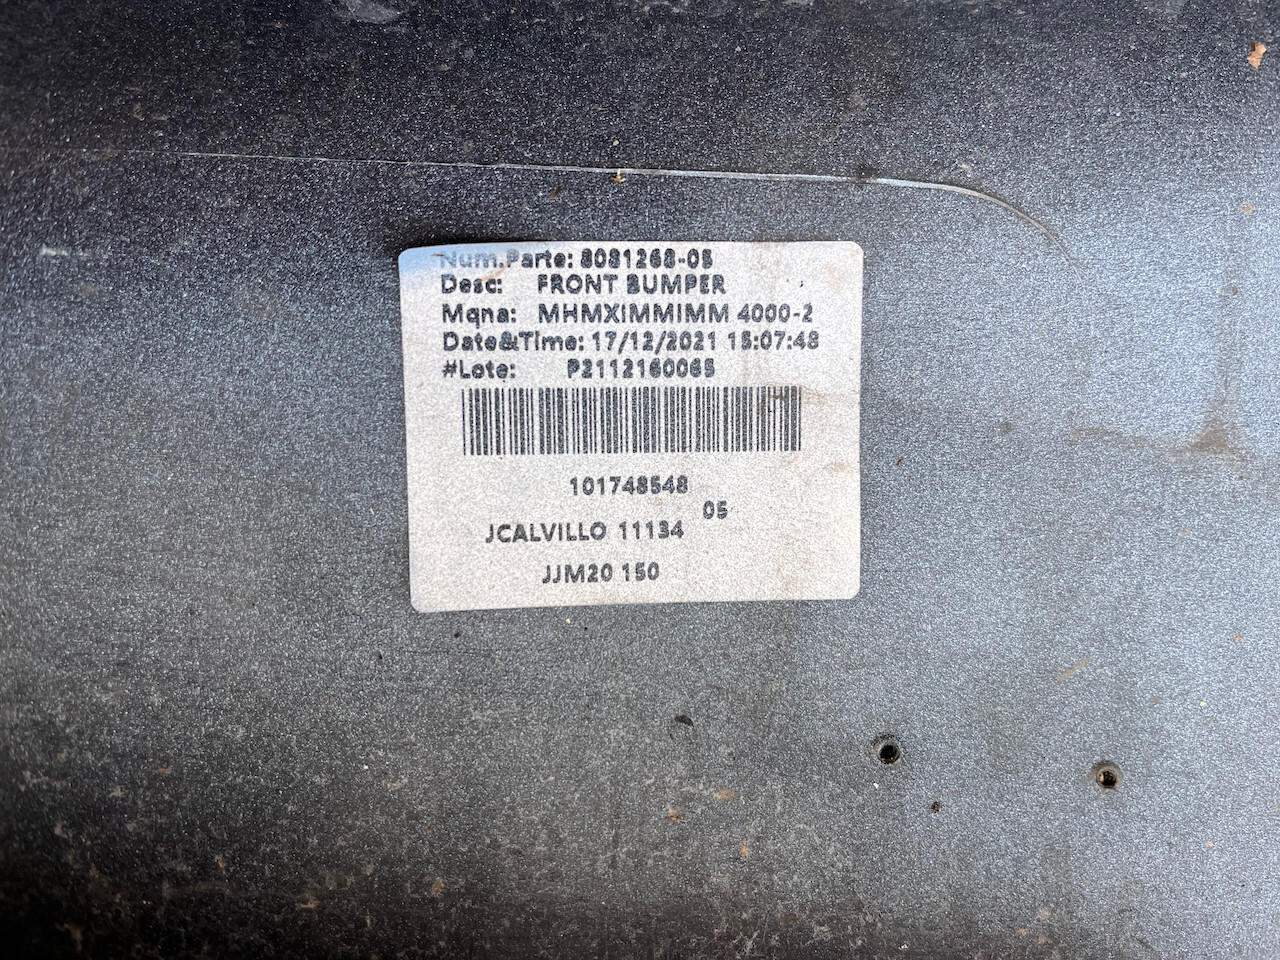 Num.Parte: 8081268-05
Desc: FRONT BUMPER
Mqna: MHMXIMMIMM 4000-2
Date&Time: 17/12/2021 15:07:48
#Lote: P2112160065
101748548
05
JCALVILLO 11134
JJM20 150